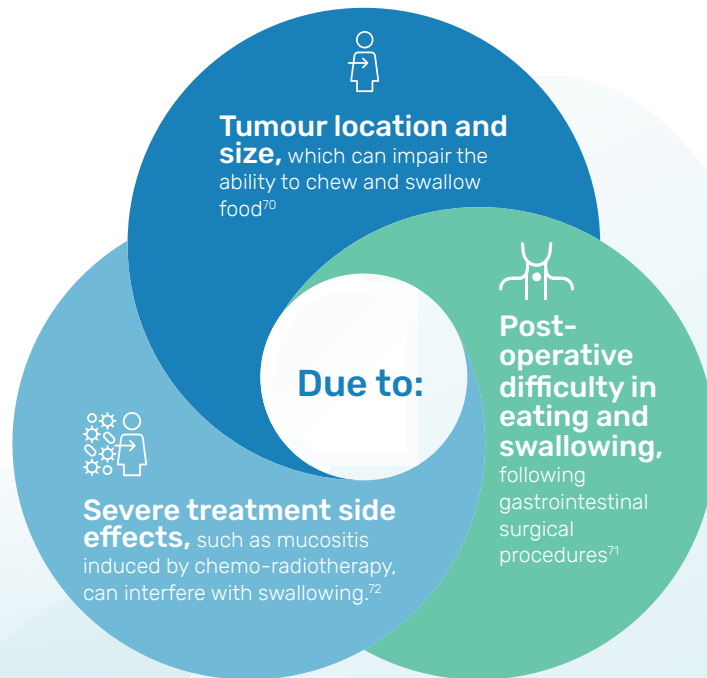 Tumour location and
size, which can impair the
ability to chew and swallow
food70
Due to:
Post-
operative
difficulty in
eating and
swallowing,
following
gastrointestinal
surgical
procedures71
Severe treatment side
effects, such as mucositis
induced by chemo-radiotherapy,
can interfere with swallowing.72